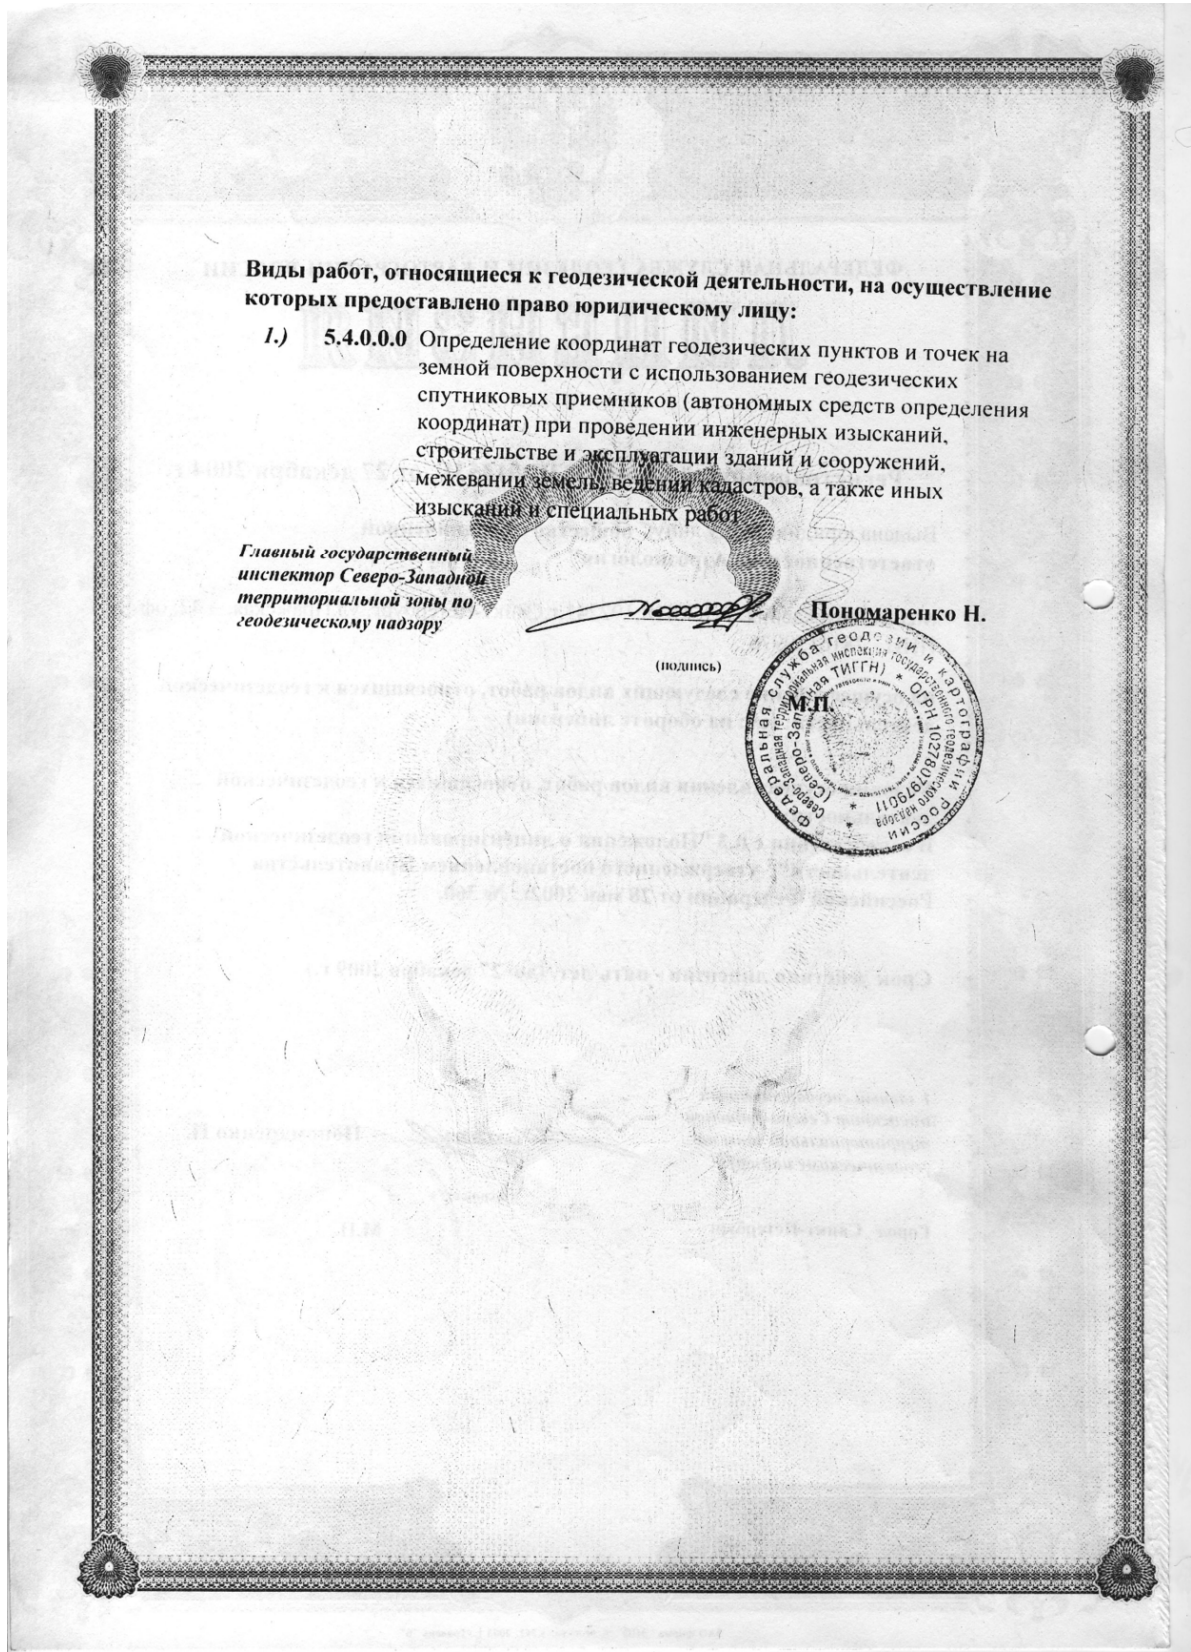 Виды работ, относящиеся к геодезической деятельности, на осуществление
которых предоставлено право юридическому лицу:
1.) 5.4.0.0.0 Определение координат геодезических пунктов и точек на
земной поверхности с использованием геодезических
спутниковых приемников (автономных средств определения
координат) при проведении инженерных изысканий,
строительстве и эксплуатации зданий и сооружений,
межевании земель, ведении кадастров, а также иных
изысканий и специальных работ
Главный государственный
инспектор Северо-Западной
территориальной зоны по
геодезическому надзору
Пономаренко Н.
(подпись)
М.П.
Федеральная служба геодезии и картографии России
Северо-Западная территориальная инспекция государственного геодезического надзора
(Северо-Западная ТИГГН) * ОГРН 1027807979011 *